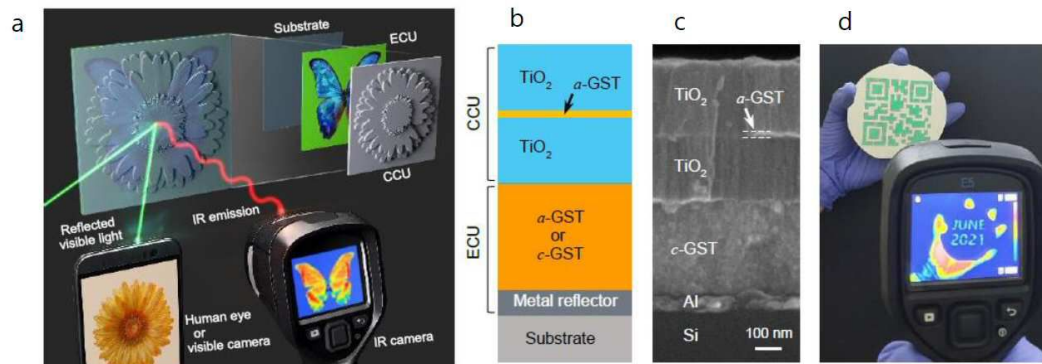 a
Substrate
ECU
CCU
Reflected
visible light
IR emission
Human eye
or
visible camera
IR camera
b
CCU
TiO₂
a-GST
TiO₂
ECU
a-GST
or
c-GST
Metal reflector
Substrate
c
TiO₂
a-GST
TiO₂
c-GST
Al
Si
100 nm
d
E5
JUNE
2021